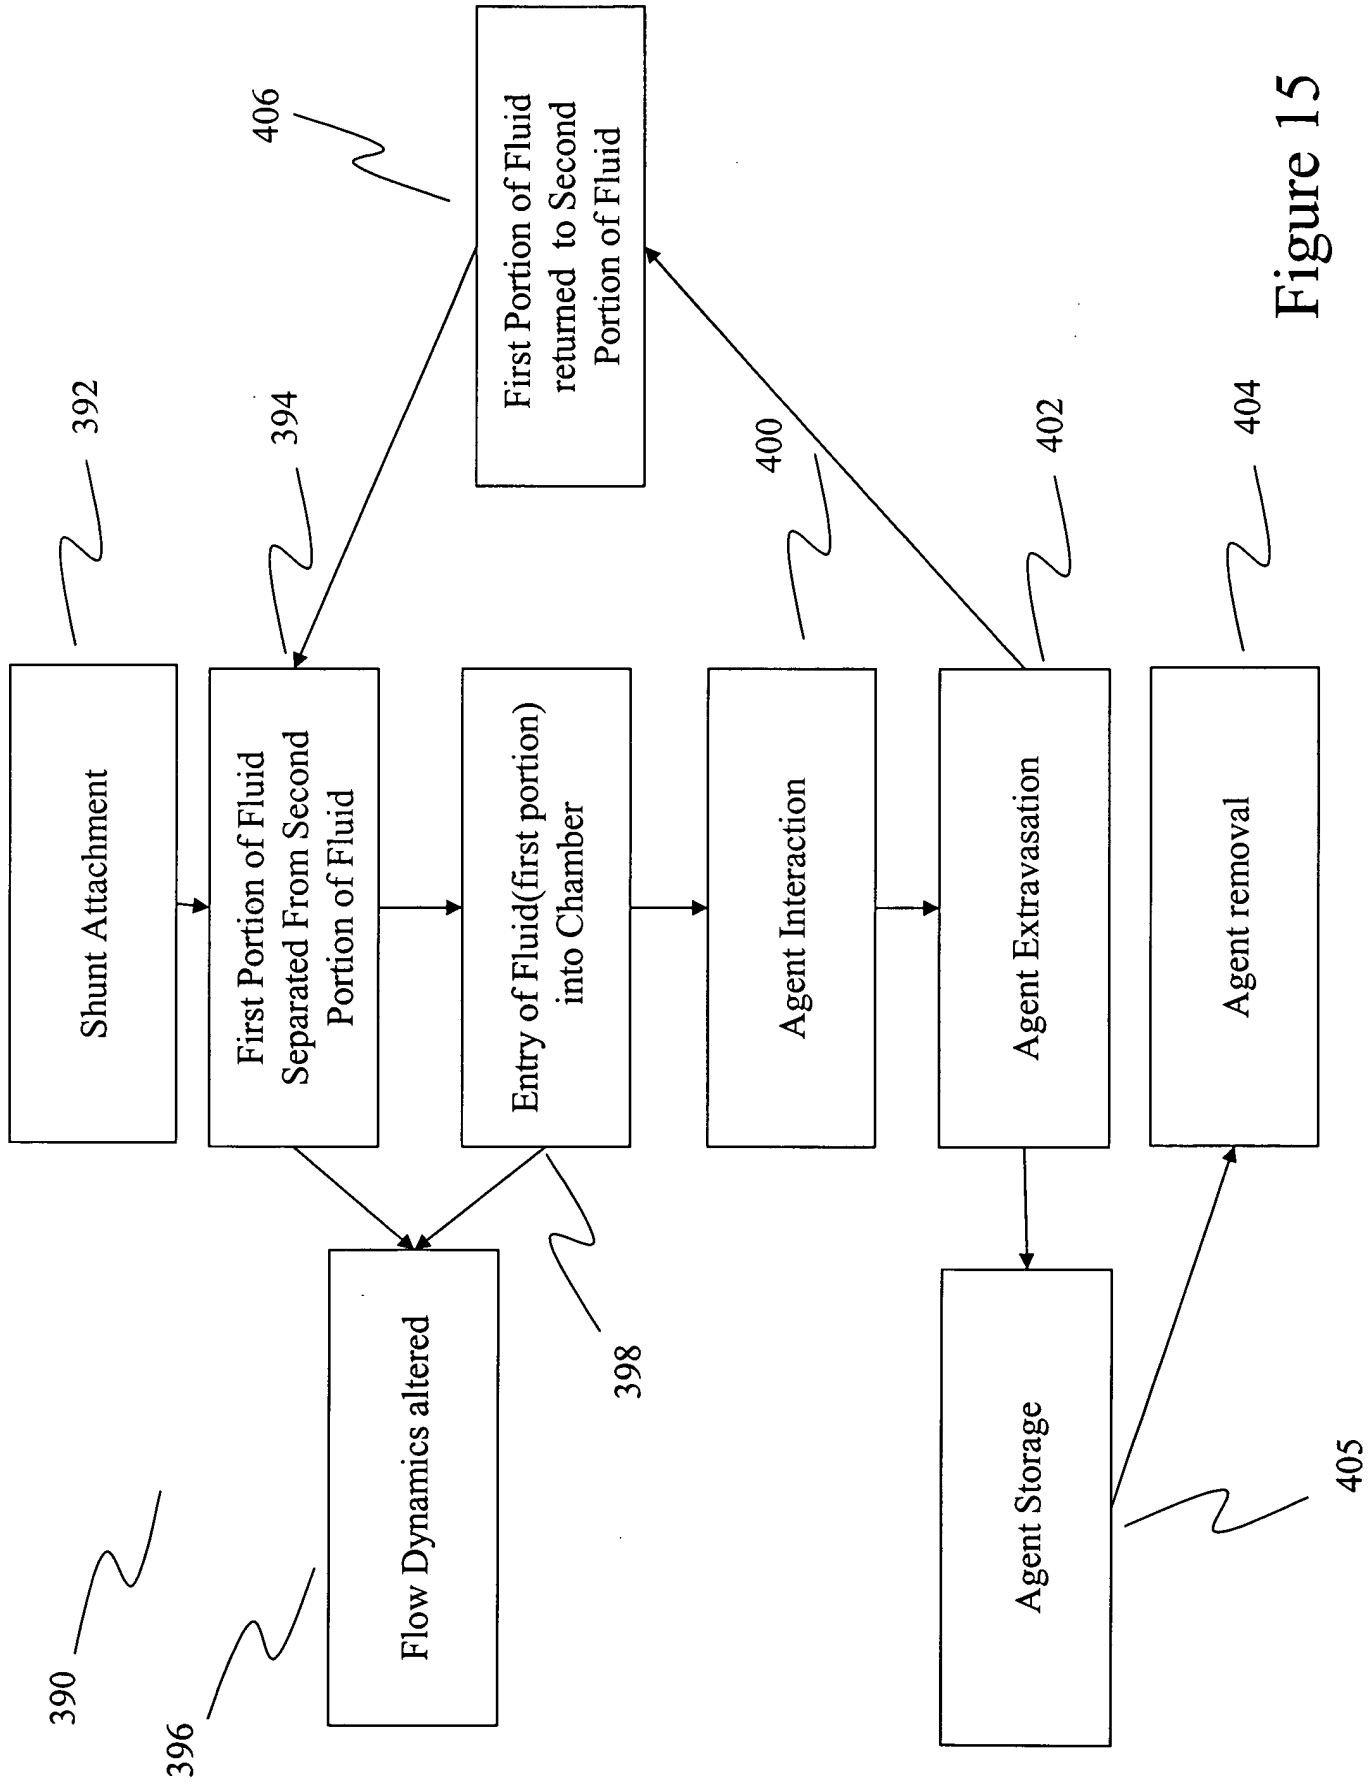 390
392
Shunt Attachment
394
First Portion of Fluid
Separated From Second
Portion of Fluid
396
Flow Dynamics altered
398
Entry of Fluid(first portion)
into Chamber
406
First Portion of Fluid
returned to Second
Portion of Fluid
400
Agent Interaction
402
Agent Extravasation
405
Agent Storage
404
Agent removal
Figure 15